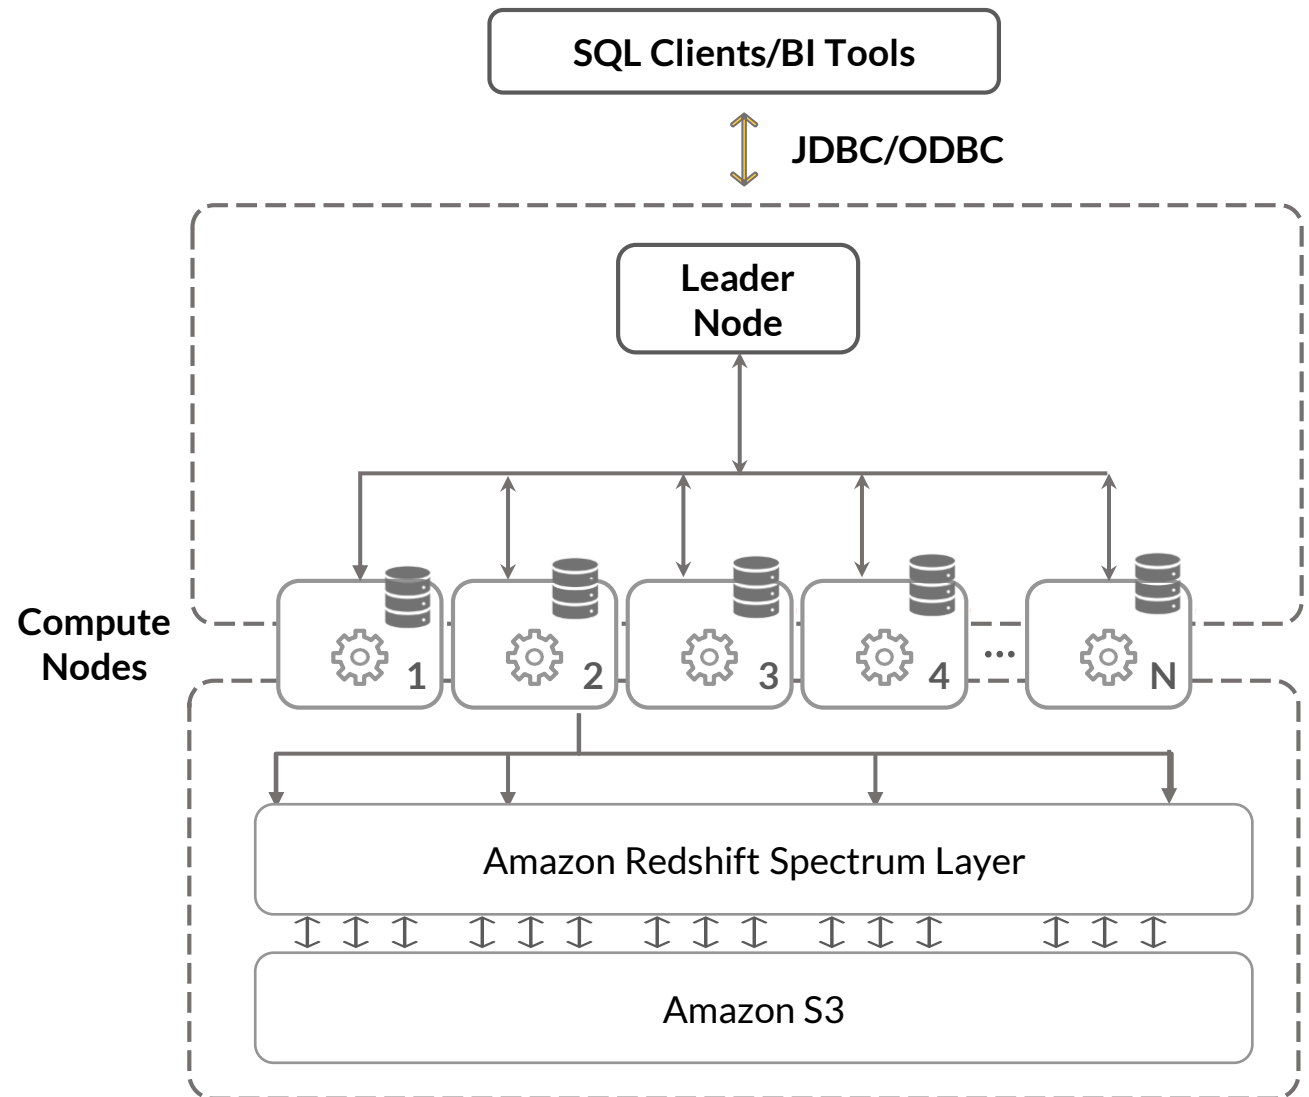 SQL Clients/BI Tools
JDBC/ODBC
Leader
Node
Compute
Nodes
1
2
3
4
...
N
Amazon Redshift Spectrum Layer
Amazon S3